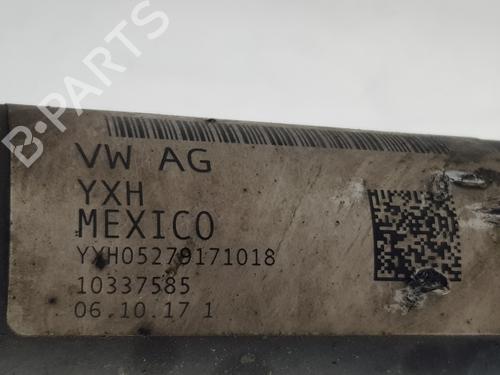 B-PARTS
VW AG
YXH
MEXICO
YXH05279171018
10337585
06.10.17 1